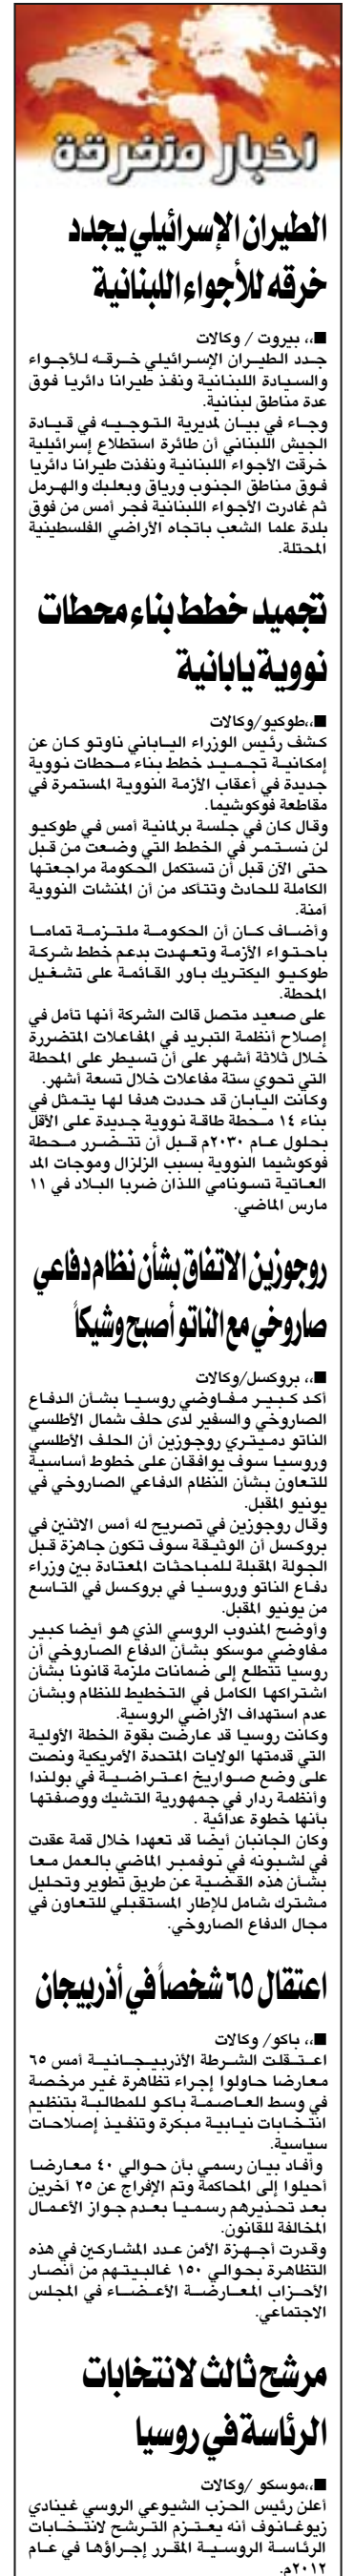 اخبار متفرقة
الطيران الإسرائيلي يجدد
خرقه للأجواء اللبنانية
■،، بيروت / وكالات
جدد الطيران الإسرائيلي خرقه للأجواء
والسيادة اللبنانية ونفذ طيرانا دائريا فوق
عدة مناطق لبنانية.
وجاء في بيان لمديرية التوجيه في قيادة
الجيش اللبناني أن طائرة استطلاع إسرائيلية
خرقت الأجواء اللبنانية ونفذت طيرانا دائريا
فوق مناطق الجنوب ورياق وبعلبك والهرمل
ثم غادرت الأجواء اللبنانية فجر أمس من فوق
بلدة علما الشعب باتجاه الأراضي الفلسطينية
المحتلة.
تجميد خطط بناء محطات
نووية يابانية
■،،طوكيو/وكالات
كشف رئيس الوزراء الياباني ناوتو كان عن
إمكانية تجميد خطط بناء محطات نووية
جديدة في أعقاب الأزمة النووية المستمرة في
مقاطعة فوكوشيما.
وقال كان في جلسة برلمانية أمس في طوكيو
لن نستمر في الخطط التي وضعت من قبل
حتى الآن قبل أن تستكمل الحكومة مراجعتها
الكاملة للحادث وتتأكد من أن المنشات النووية
آمنة.
وأضاف كان أن الحكومة ملتزمة تماما
باحتواء الأزمة وتعهدت بدعم خطط شركة
طوكيو اليكتريك باور القائمة على تشغيل
المحطة.
على صعيد متصل قالت الشركة أنها تأمل في
إصلاح أنظمة التبريد في المفاعلات المتضررة
خلال ثلاثة أشهر على أن تسيطر على المحطة
التي تحوي ستة مفاعلات خلال تسعة أشهر.
وكانت اليابان قد حددت هدفا لها يتمثل في
بناء ١٤ محطة طاقة نووية جديدة على الأقل
بحلول عام ٢٠٣٠م قبل أن تتضرر محطة
فوكوشيما النووية بسبب الزلزال وموجات المد
العاتية تسونامي اللذان ضربا البلاد في ١١
مارس الماضي.
روجوزين الاتفاق بشأن نظام دفاعي
صاروخي مع الناتو أصبح وشيكاً
■،، بروكسل/وكالات
أكد كبير مفاوضي روسيا بشأن الدفاع
الصاروخي والسفير لدى حلف شمال الأطلسي
الناتو دميتري روجوزين أن الحلف الأطلسي
وروسيا سوف يوافقان على خطوط أساسية
للتعاون بشأن النظام الدفاعي الصاروخي في
يونيو المقبل.
وقال روجوزين في تصريح له أمس الاثنين في
بروكسل أن الوثيقة سوف تكون جاهزة قبل
الجولة المقبلة للمباحثات المعتادة بين وزراء
دفاع الناتو وروسيا في بروكسل في التاسع
من يونيو المقبل.
وأوضح المندوب الروسي الذي هو أيضا كبير
مفاوضي موسكو بشأن الدفاع الصاروخي أن
روسيا تتطلع إلى ضمانات ملزمة قانونا بشأن
اشتراكها الكامل في التخطيط للنظام وبشأن
عدم استهداف الأراضي الروسية.
وكانت روسيا قد عارضت بقوة الخطة الأولية
التي قدمتها الولايات المتحدة الأمريكية ونصت
على وضع صواريخ اعتراضية في بولندا
وأنظمة ردار في جمهورية التشيك ووصفتها
بأنها خطوة عدائية .
وكان الجانبان أيضا قد تعهدا خلال قمة عقدت
في لشبونه في نوفمبر الماضي بالعمل معا
بشأن هذه القضية عن طريق تطوير وتحليل
مشترك شامل للإطار المستقبلي للتعاون في
مجال الدفاع الصاروخي.
اعتقال ٦٥ شخصاً في أذربيجان
■،، باكو/ وكالات
اعتقلت الشرطة الأذربيجانية أمس ٦٥
معارضا حاولوا إجراء تظاهرة غير مرخصة
في وسط العاصمة باكو للمطالبة بتنظيم
انتخابات نيابية مبكرة وتنفيذ إصلاحات
سياسية.
وأفاد بيان رسمي بأن حوالي ٤٠ معارضا
أحيلوا إلى المحاكمة وتم الإفراج عن ٢٥ آخرين
بعد تحذيرهم رسميا بعدم جواز الأعمال
المخالفة للقانون.
وقدرت أجهزة الأمن عدد المشاركين في هذه
التظاهرة بحوالي ١٥٠ غالبيتهم من أنصار
الأحزاب المعارضة الأعضاء في المجلس
الاجتماعي.
مرشح ثالث لانتخابات
الرئاسة في روسيا
■،،موسكو /وكالات
أعلن رئيس الحزب الشيوعي الروسي غينادي
زيوغانوف أنه يعتزم الترشح لانتخابات
الرئاسة الروسية المقرر إجراؤها في عام
٢٠١٢م.